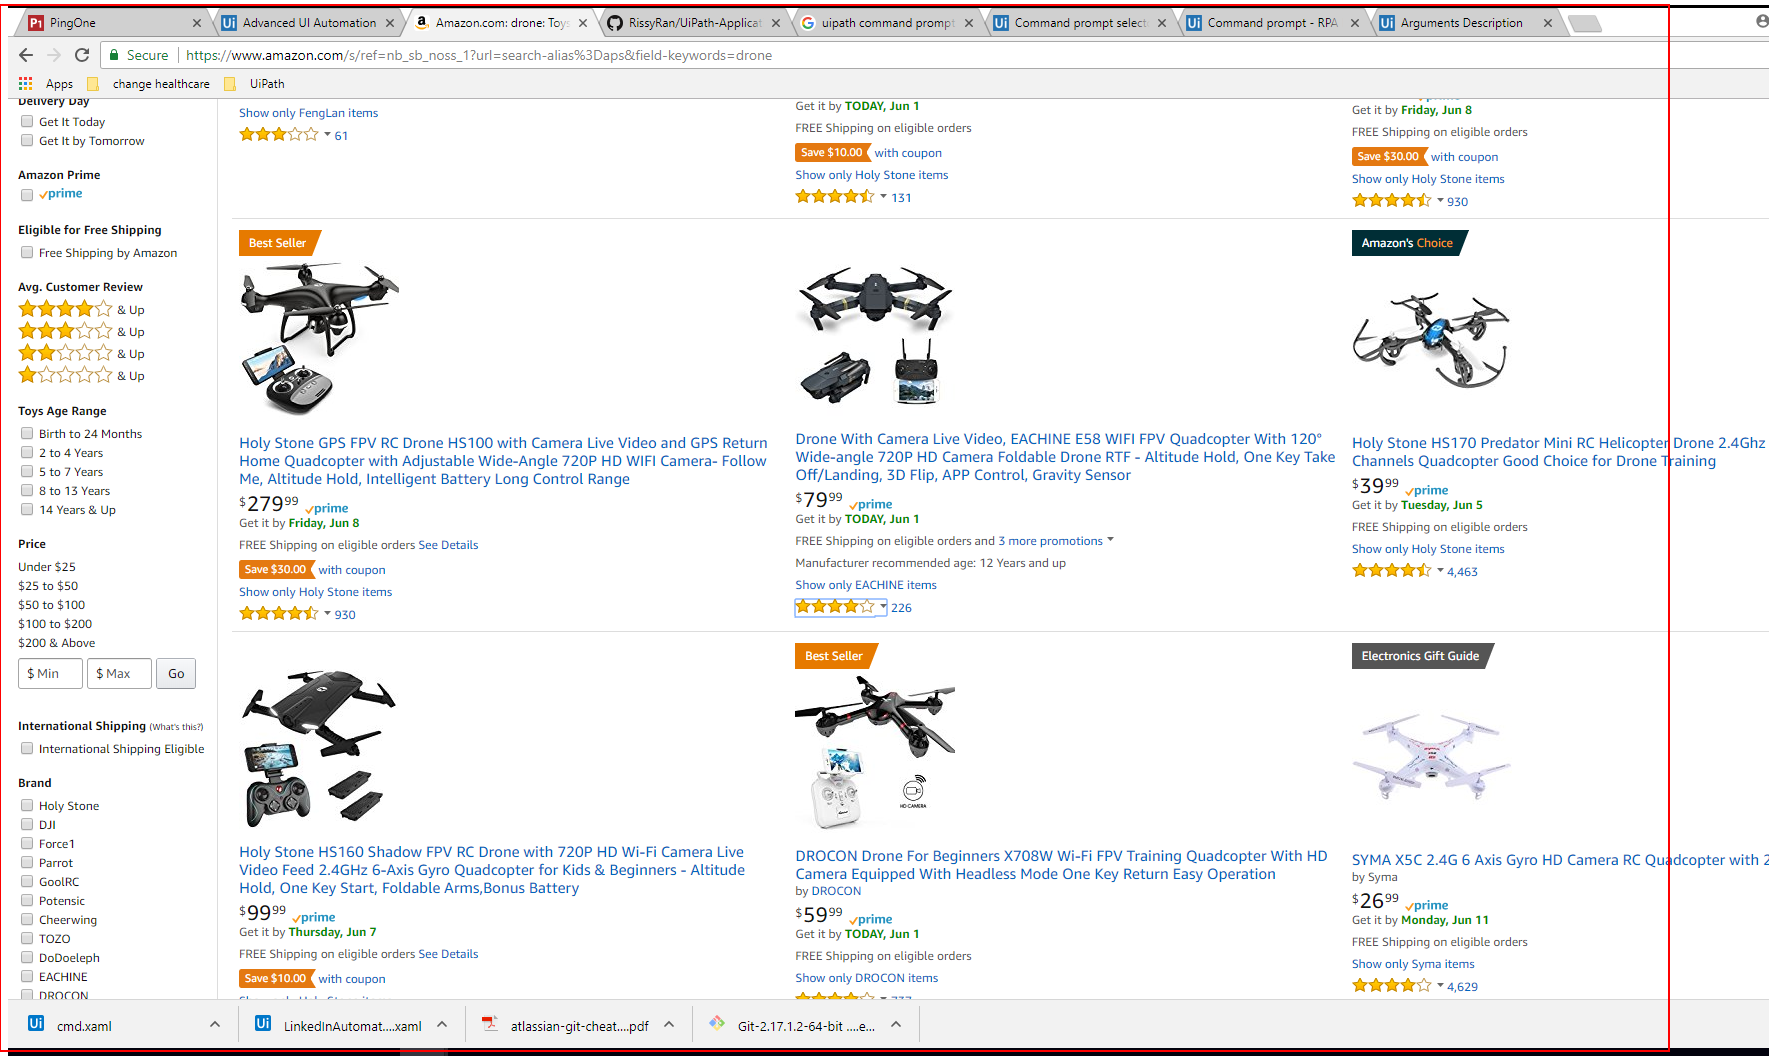 PingOne
Advanced UI Automation
Amazon.com: drone: Toys
RissyRan/UiPath-Applicat
uipath command prompt
Command prompt select
Command prompt - RPA
Arguments Description
Secure
https://www.amazon.com/s/ref=nb_sb_noss_1?url=search-alias%3Daps&field-keywords=drone
Apps
change healthcare
UiPath
Delivery Day
Get It Today
Get It by Tomorrow
Amazon Prime
prime
Eligible for Free Shipping
Free Shipping by Amazon
Avg. Customer Review
& Up
& Up
& Up
& Up
Toys Age Range
Birth to 24 Months
2 to 4 Years
5 to 7 Years
8 to 13 Years
14 Years & Up
Price
Under $25
$25 to $50
$50 to $100
$100 to $200
$200 & Above
$ Min
$ Max
Go
International Shipping (What's this?)
International Shipping Eligible
Brand
Holy Stone
DJI
Force1
Parrot
GoolRC
Potensic
Cheerwing
TOZO
DoDoeleph
EACHINE
DROCON
Show only FengLan items
61
Get it by TODAY, Jun 1
FREE Shipping on eligible orders
Save $10.00 with coupon
Show only Holy Stone items
131
Get it by Friday, Jun 8
FREE Shipping on eligible orders
Save $30.00 with coupon
Show only Holy Stone items
930
Best Seller
Holy Stone GPS FPV RC Drone HS100 with Camera Live Video and GPS Return
Home Quadcopter with Adjustable Wide-Angle 720P HD WIFI Camera- Follow
Me, Altitude Hold, Intelligent Battery Long Control Range
$279.99 prime
Get it by Friday, Jun 8
FREE Shipping on eligible orders See Details
Save $30.00 with coupon
Show only Holy Stone items
930
Drone With Camera Live Video, EACHINE E58 WIFI FPV Quadcopter With 120°
Wide-angle 720P HD Camera Foldable Drone RTF - Altitude Hold, One Key Take
Off/Landing, 3D Flip, APP Control, Gravity Sensor
$79 99 prime
Get it by TODAY, Jun 1
FREE Shipping on eligible orders and 3 more promotions
Manufacturer recommended age: 12 Years and up
Show only EACHINE items
226
Amazon's Choice
Holy Stone HS170 Predator Mini RC Helicopter Drone 2.4Ghz
Channels Quadcopter Good Choice for Drone Training
$39 99 prime
Get it by Tuesday, Jun 5
FREE Shipping on eligible orders
Show only Holy Stone items
4,463
Holy Stone HS160 Shadow FPV RC Drone with 720P HD Wi-Fi Camera Live
Video Feed 2.4GHz 6-Axis Gyro Quadcopter for Kids & Beginners - Altitude
Hold, One Key Start, Foldable Arms,Bonus Battery
$99 99 prime
Get it by Thursday, Jun 7
FREE Shipping on eligible orders See Details
Save $10.00 with coupon
Best Seller
HD CAMERA
DROCON Drone For Beginners X708W Wi-Fi FPV Training Quadcopter With HD
Camera Equipped With Headless Mode One Key Return Easy Operation
by DROCON
$59 99 prime
Get it by TODAY, Jun 1
FREE Shipping on eligible orders
Show only DROCON items
Electronics Gift Guide
SYMA X5C 2.4G 6 Axis Gyro HD Camera RC Quadcopter with 2
by Syma
$26 99 prime
Get it by Monday, Jun 11
FREE Shipping on eligible orders
Show only Syma items
4,629
cmd.xaml
LinkedInAutomat....xaml
atlassian-git-cheat....pdf
Git-2.17.1.2-64-bit ....e...